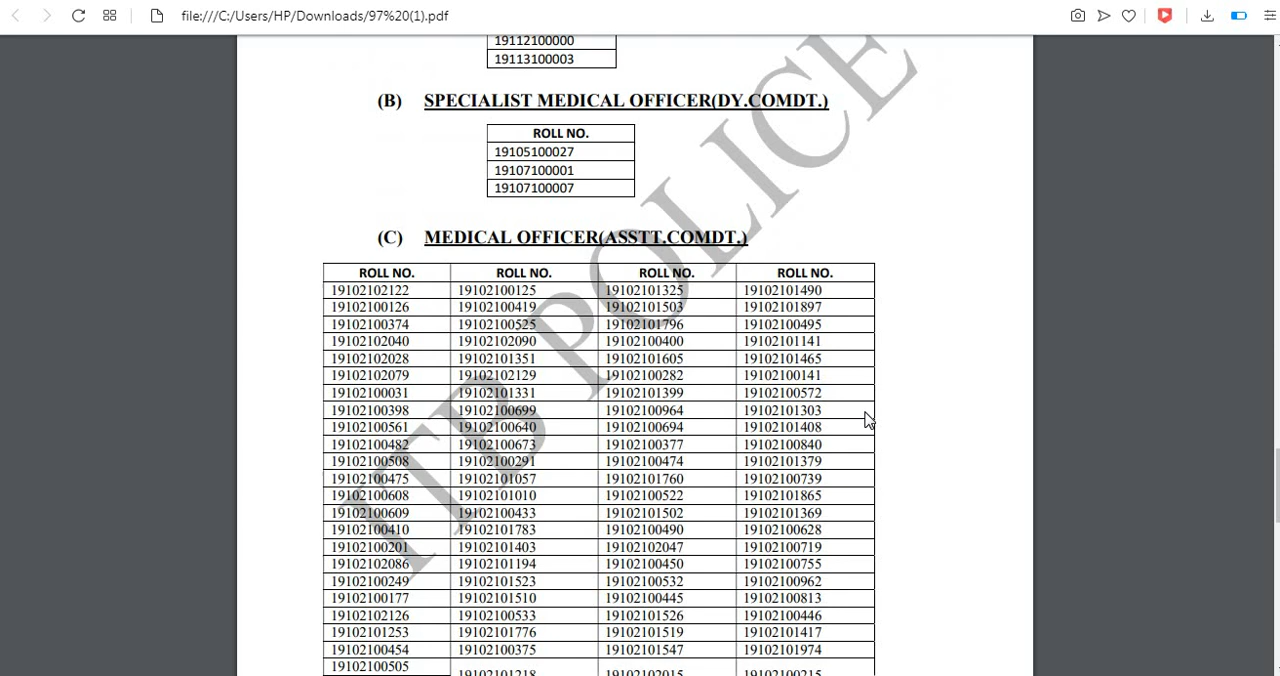 file:///C:/Users/HP/Downloads/97%20(1).pdf
19112100000
19113100003
(B) SPECIALIST MEDICAL OFFICER(DY.COMDT.)
ROLL NO.
19105100027
19107100001
19107100007
(C) MEDICAL OFFICER(ASSTT.COMDT.)
ROLL NO. ROLL NO. ROLL NO. ROLL NO.
19102102122 19102100125 19102101325 19102101490
19102100126 19102100419 19102101503 19102101897
19102100374 19102100525 19102101796 19102100495
19102102040 19102102090 19102100400 19102101141
19102102028 19102101351 19102101605 19102101465
19102102079 19102102129 19102100282 19102100141
19102100031 19102101331 19102101399 19102100572
19102100398 19102100699 19102100964 19102101303
19102100561 19102100640 19102100694 19102101408
19102100482 19102100673 19102100377 19102100840
19102100508 19102100291 19102100474 19102101379
19102100475 19102101057 19102101760 19102100739
19102100608 19102101010 19102100522 19102101865
19102100609 19102100433 19102101502 19102101369
19102100410 19102101783 19102100490 19102100628
19102100201 19102101403 19102102047 19102100719
19102102086 19102101194 19102100450 19102100755
19102100249 19102101523 19102100532 19102100962
19102100177 19102101510 19102100445 19102100813
19102102126 19102100533 19102101526 19102100446
19102101253 19102101776 19102101519 19102101417
19102100454 19102100375 19102101547 19102101974
19102100505
19102101218 19102102015 19102100215
ITB POLICE